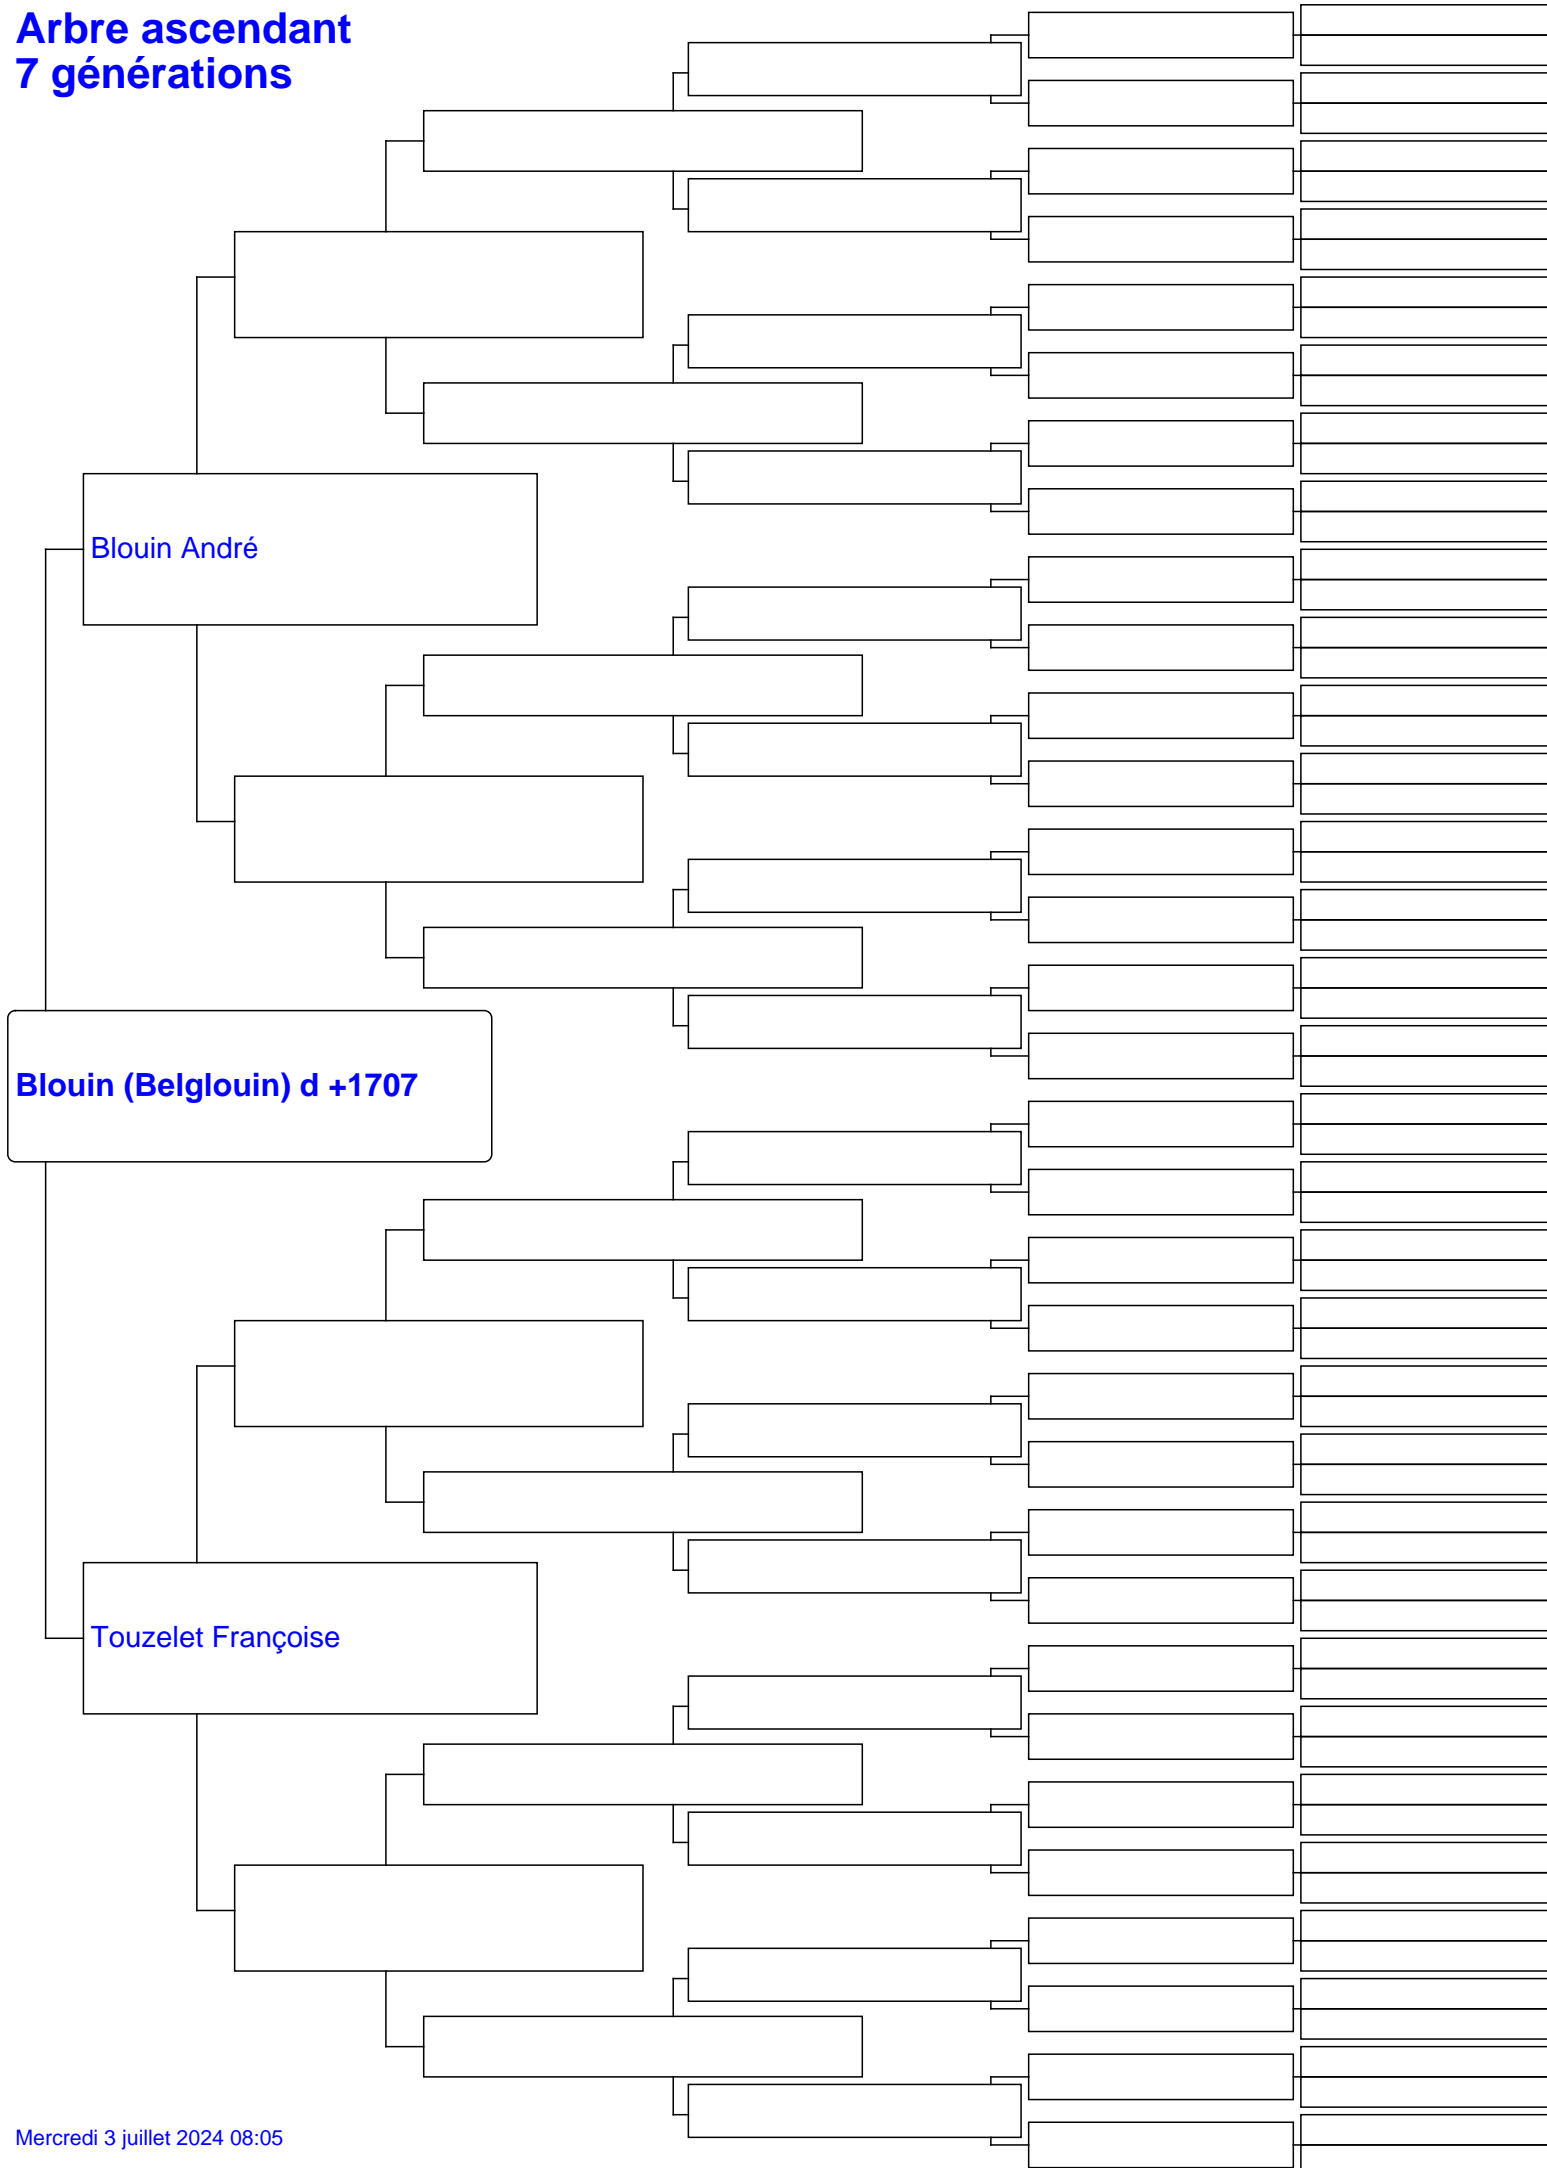 Arbre ascendant
7 générations
Blouin André
Blouin (Belglouin) d +1707
Touzelet Françoise
Mercredi 3 juillet 2024 08:05